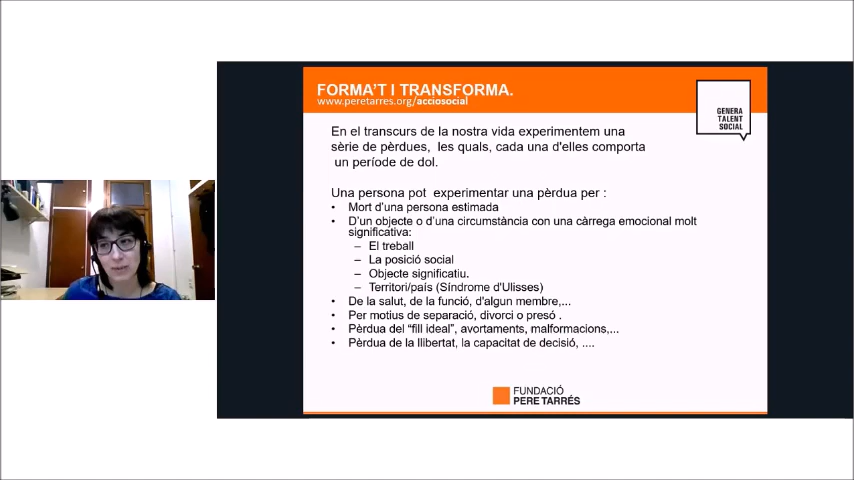 FORMA'T I TRANSFORMA.
www.peretarres.org/acciosocial
GENERA
TALENT
SOCIAL
En el transcurs de la nostra vida experimentem una
sèrie de pèrdues, les quals, cada una d'elles comporta
un període de dol.
Una persona pot experimentar una pèrdua per :
• Mort d'una persona estimada
• D'un objecte o d'una circumstància con una càrrega emocional molt
significativa:
– El treball
– La posició social
– Objecte significatiu.
– Territori/país (Síndrome d'Ulisses)
• De la salut, de la función, d'algun membre,...
• Per motius de separació, divorci o presó .
• Pèrdua del “fill ideal”, avortaments, malformacions,...
• Pèrdua de la llibertat, la capacitat de decisió, ....
FUNDACIÓ
PERE TARRÉS